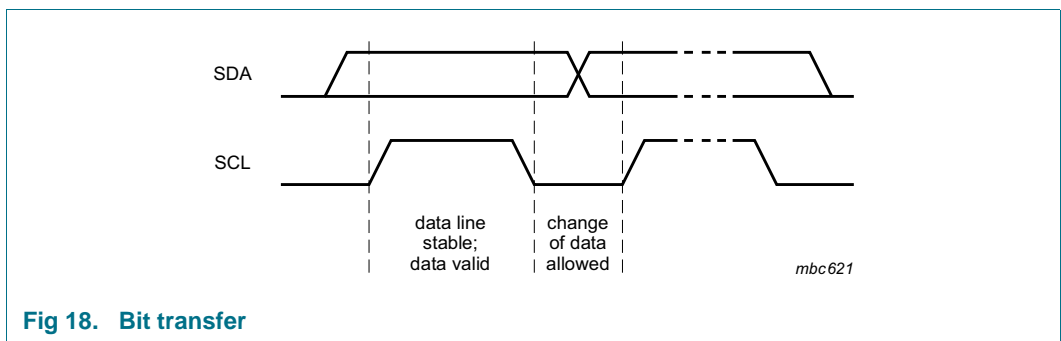 SDA
SCL
data line
stable;
data valid
change
of data
allowed
mbc621
Fig 18. Bit transfer